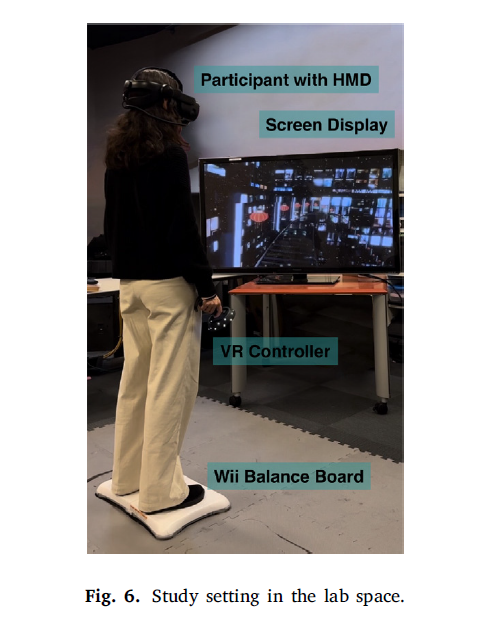 Participant with HMD
Screen Display
VR Controller
Wii Balance Board
Fig. 6. Study setting in the lab space.